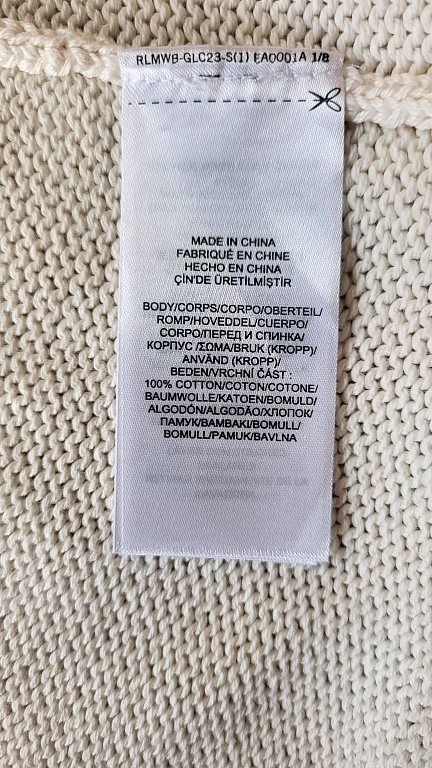 RLMWB-GLC23-S(1) EA0001A 1/8
MADE IN CHINA
FABRIQUÉ EN CHINE
HECHO EN CHINA
ÇİN'DE ÜRETİLMİŞTİR
BODY/CORPS/CORPO/OBERTEIL/
ROMP/HOVEDDEL/CUERPO/
CORPO/ПЕРЕД И СПИНКА/
КОРПУС /ΣΩΜΑ/BRUK (KROPP)/
ANVÄND (KROPP)/
BEDEN/VRCHNÍ ČÁST :
100% COTTON/COTON/COTONE/
BAUMWOLLE/KATOEN/BOMULD/
ALGODÓN/ALGODÃO/ХЛОПОК/
ПАМУК/ΒΑΜΒΑΚΙ/BOMULL/
BOMULL/PAMUK/BAVLNA